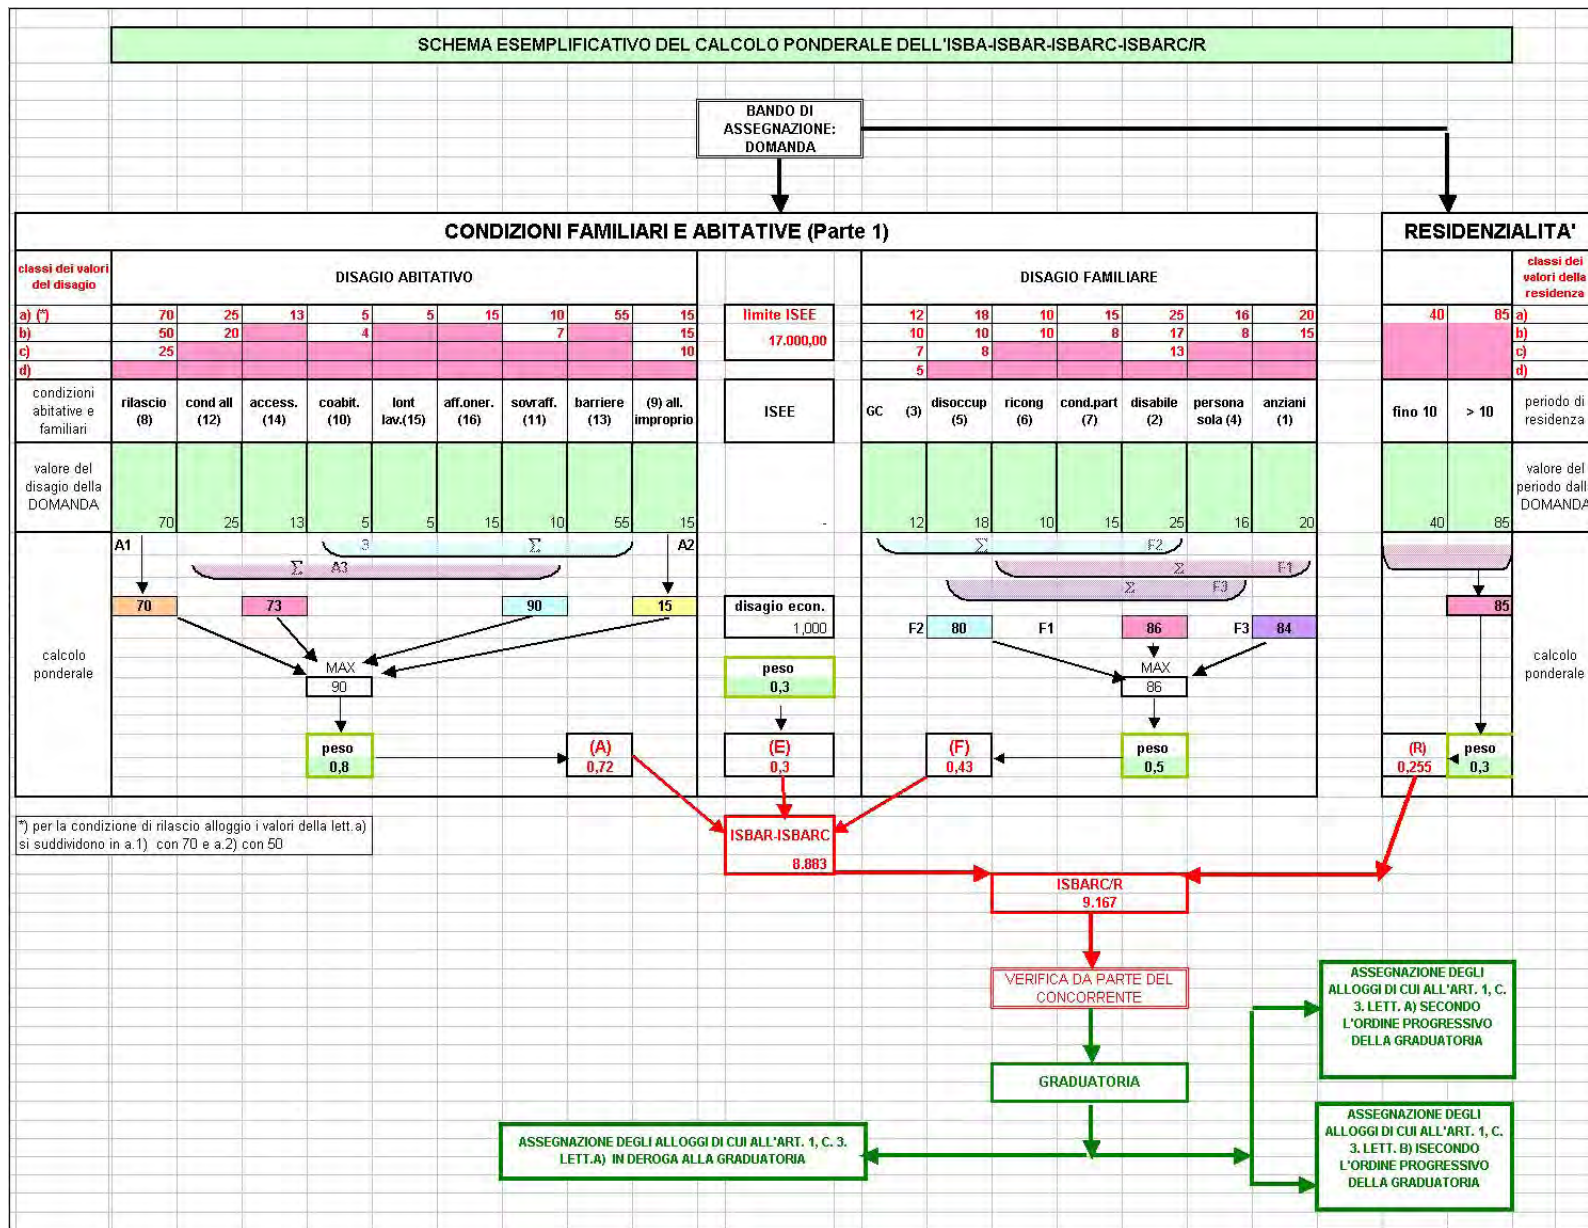 SCHEMA ESEMPLIFICATIVO DEL CALCOLO PONDERALE DELL'ISBA-ISBAR-ISBARC-ISBARC/R
BANDO DI
ASSEGNAZIONE:
DOMANDA
CONDIZIONI FAMILIARI E ABITATIVE (Parte 1)
RESIDENZIALITA'
classi dei valori
del disagio
DISAGIO ABITATIVO
DISAGIO FAMILIARE
classi dei
valori della
residenza
a) (*) 70 25 13 5 5 15 10 55 15 limite ISEE 12 18 10 15 25 16 20 40 85 a)
b) 50 20 4 7 15 17.000,00 10 10 10 8 17 8 15 b)
c) 25 10 7 8 13 c)
d) 5 d)
condizioni
abitative e
familiari
rilascio
(8)
cond all
(12)
access.
(14)
coabit.
(10)
lont
lav.(15)
aff.oner.
(16)
sovraff.
(11)
barriere
(13)
(9) all.
improprio
ISEE
GC (3)
disoccup
(5)
ricong
(6)
cond.part
(7)
disabile
(2)
persona
sola (4)
anziani
(1)
fino 10
> 10
periodo di
residenza
valore del
disagio della
DOMANDA
70 25 13 5 5 15 10 55 15 - 12 18 10 15 25 16 20 40 85
valore del
periodo dalla
DOMANDA
A1 3 Σ A2 Σ F2
Σ A3 Σ F1
Σ F3
70 73 90 15 disagio econ. 85
1,000 F2 80 F1 86 F3 84
calcolo
ponderale
MAX
90
peso
0,3
MAX
86
calcolo
ponderale
peso
0,8
(A)
0,72
(E)
0,3
(F)
0,43
peso
0,5
(R)
0,255
peso
0,3
*) per la condizione di rilascio alloggio i valori della lett.a)
si suddividono in a.1) con 70 e a.2) con 50
ISBAR-ISBARC
8.883
ISBARC/R
9.167
VERIFICA DA PARTE DEL
CONCORRENTE
GRADUATORIA
ASSEGNAZIONE DEGLI
ALLOGGI DI CUI ALL'ART. 1, C.
3. LETT. A) SECONDO
L'ORDINE PROGRESSIVO
DELLA GRADUATORIA
ASSEGNAZIONE DEGLI ALLOGGI DI CUI ALL'ART. 1, C. 3.
LETT.A) IN DEROGA ALLA GRADUATORIA
ASSEGNAZIONE DEGLI
ALLOGGI DI CUI ALL'ART. 1, C.
3. LETT. B) ISECONDO
L'ORDINE PROGRESSIVO
DELLA GRADUATORIA